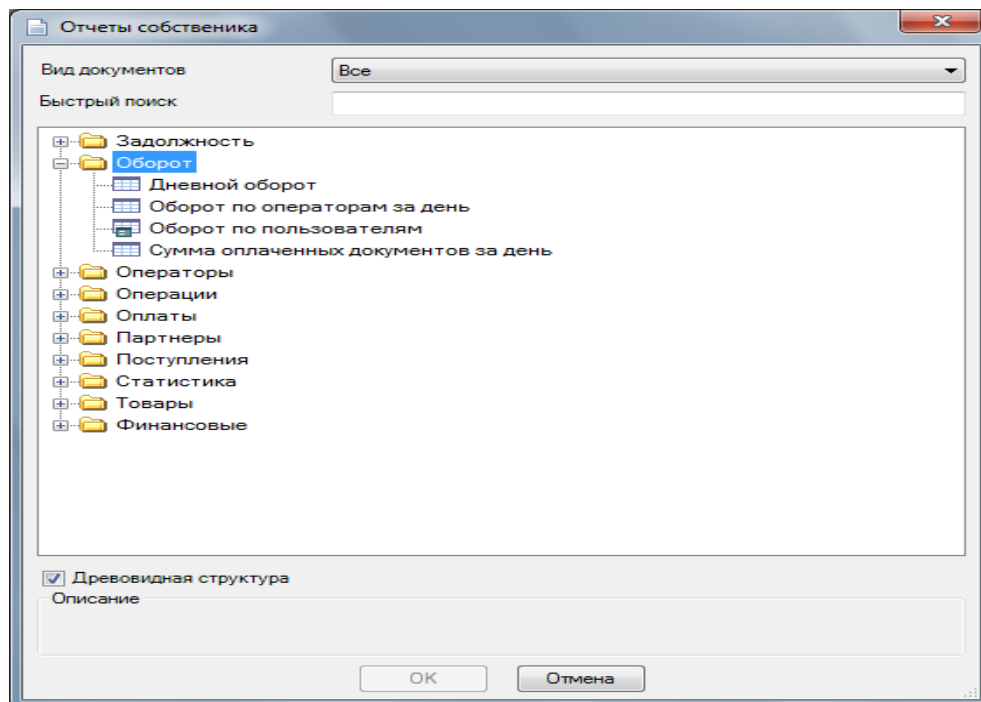 Отчеты собственика
Вид документов Все
Быстрый поиск
Задолжность
Оборот
Дневной оборот
Оборот по операторам за день
Оборот по пользователям
Сумма оплаченных документов за день
Операторы
Операции
Оплаты
Партнеры
Поступления
Статистика
Товары
Финансовые
Древовидная структура
Описание
OK Отмена